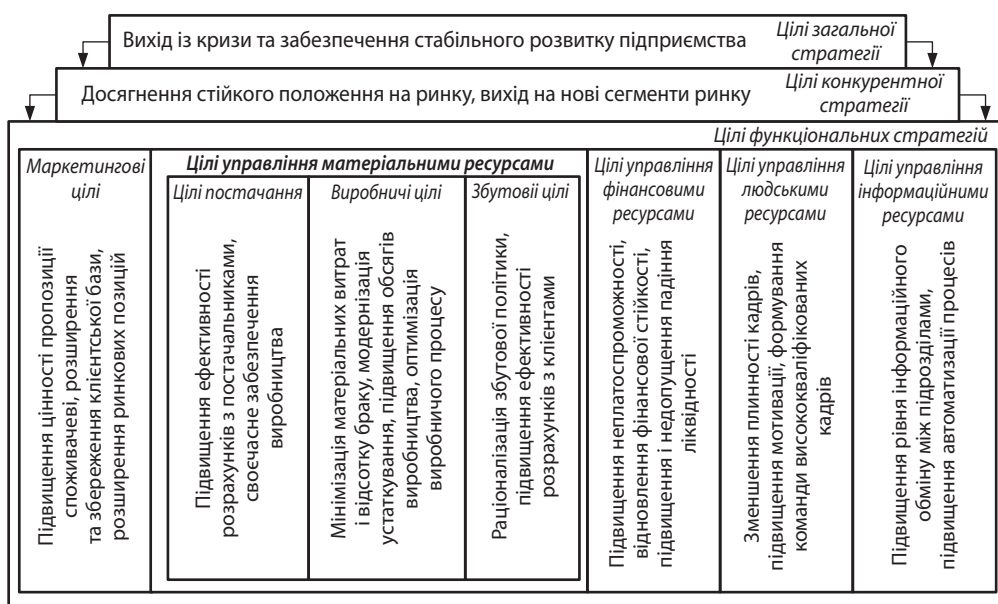 Вихід із кризи та забезпечення стабільного розвитку підприємства
Цілі загальної
стратегії
Досягнення стійкого положення на ринку, вихід на нові сегменти ринку
Цілі конкурентної
стратегії
Цілі функціональних стратегій
Маркетингові
цілі
Підвищення цінності пропозиції
споживачеві, розширення
та збереження клієнтської бази,
розширення ринкових позицій
Цілі управління матеріальними ресурсами
Цілі постачання
Підвищення ефективності
розрахунків з постачальниками,
своєчасне забезпечення
виробництва
Виробничі цілі
Мінімізація матеріальних витрат
і відсотку браку, модернізація
устаткування, підвищення обсягів
виробництва, оптимізація
виробничого процесу
Збутовіі цілі
Раціоналізація збутової політики,
підвищення ефективності
розрахунків з клієнтами
Цілі управління
фінансовими
ресурсами
Підвищення неплатоспроможності,
відновлення фінансової стійкості,
підвищення і недопущення падіння
ліквідності
Цілі управління
людськими
ресурсами
Зменшення плинності кадрів,
підвищення мотивації, формування
команди висококваліфікованих
кадрів
Цілі управління
інформаційними
ресурсами
Підвищення рівня інформаційного
обміну між підрозділами,
підвищення автоматизації процесів